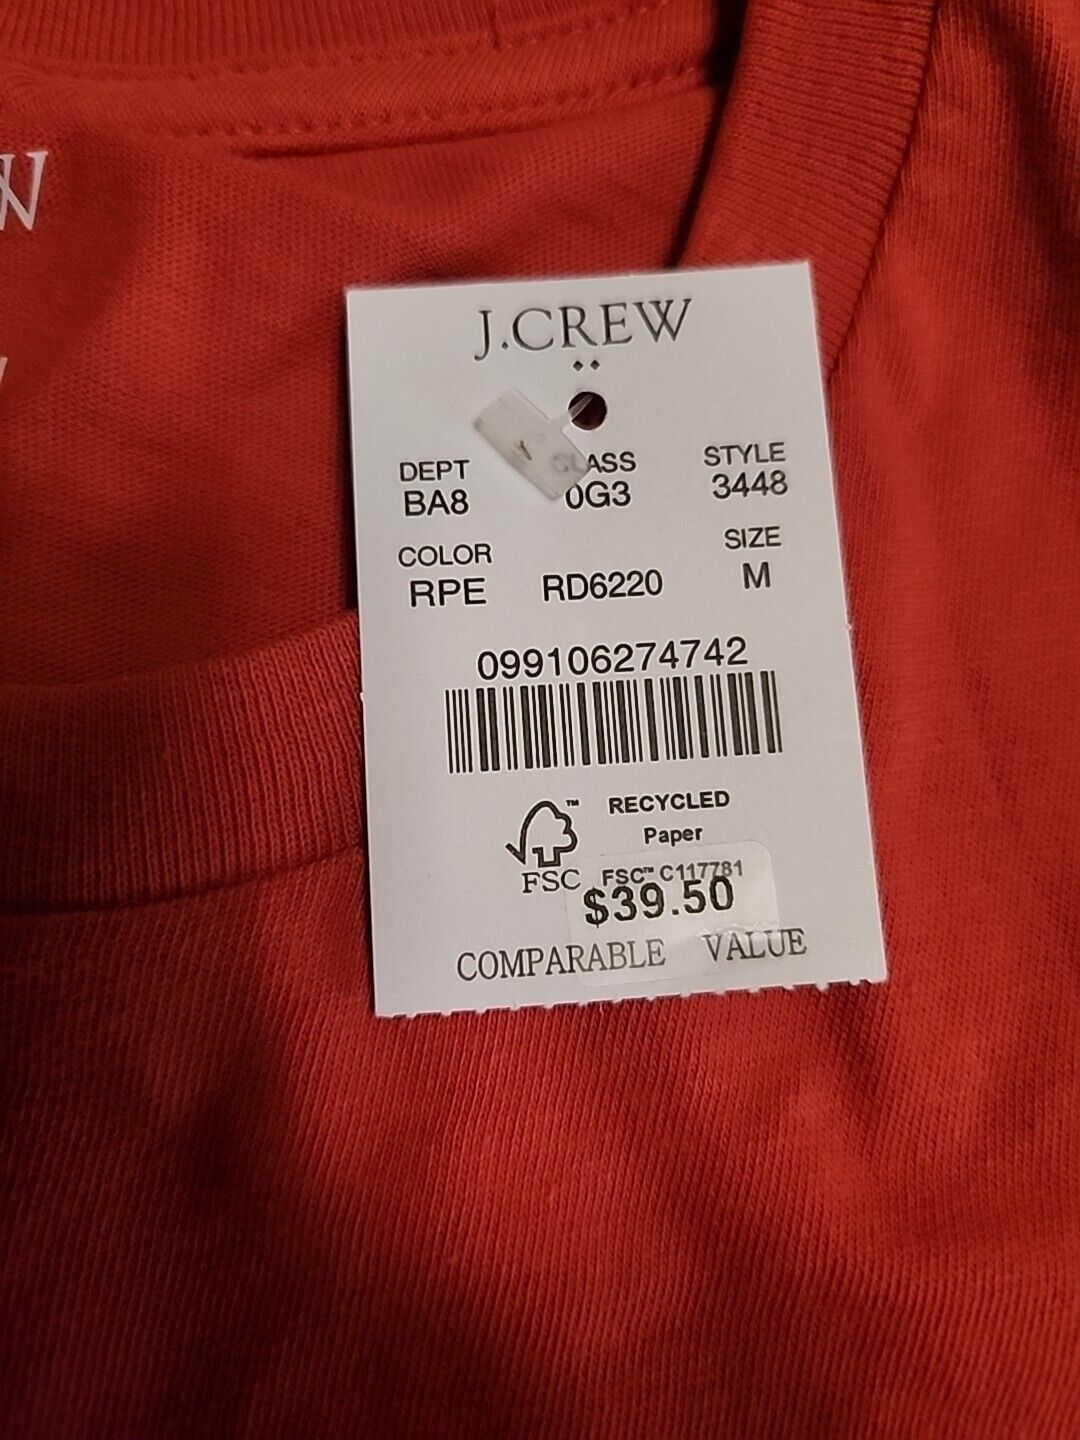 W
J.CREW
DEPT CLASS STYLE
BA8 0G3 3448
COLOR SIZE
RPE RD6220 M
099106274742
RECYCLED
Paper
FSC™ C117781
FSC
$39.50
COMPARABLE VALUE